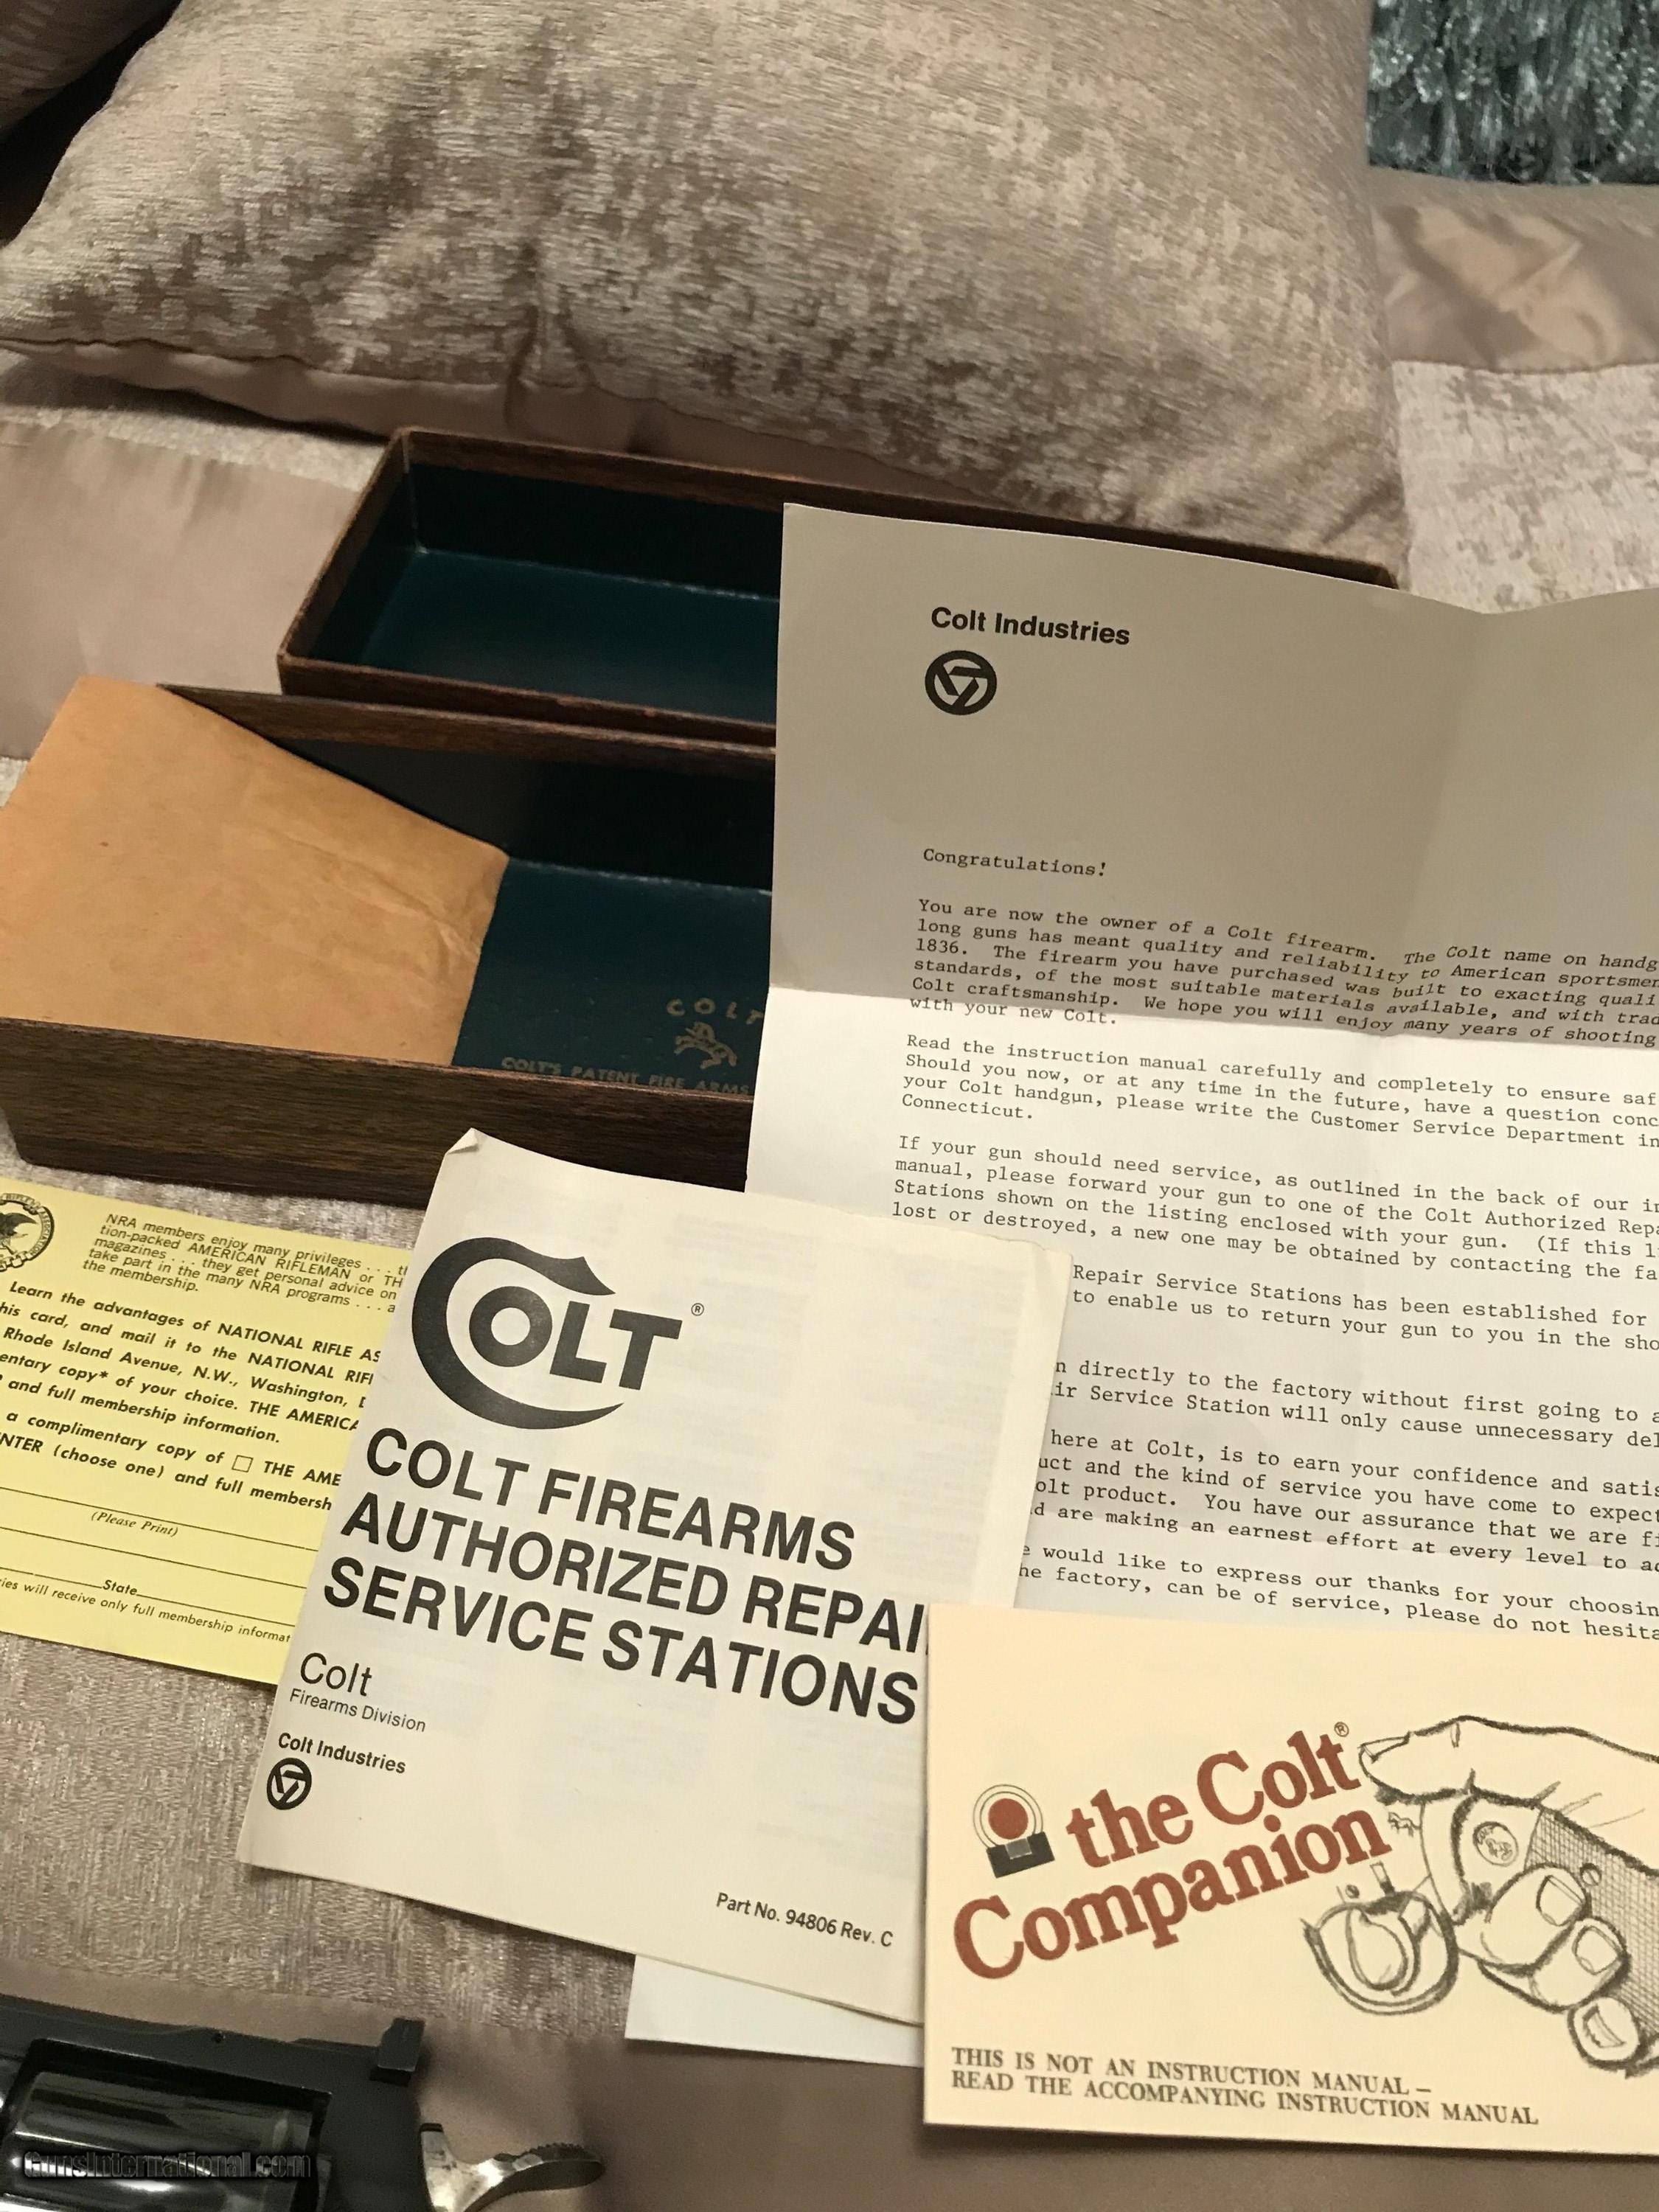 Colt Industries
Congratulations!
You are now the owner of a Colt firearm. The Colt name on handg
long guns has meant quality and reliability to American sportsmen
1836. The firearm you have purchased was built to exacting quali
standards, of the most suitable materials available, and with trad
Colt craftsmanship. We hope you will enjoy many years of shooting
with your new Colt.
Read the instruction manual carefully and completely to ensure saf
Should you now, or at any time in the future, have a question conc
your Colt handgun, please write the Customer Service Department in
Connecticut.
If your gun should need service, as outlined in the back of our in
manual, please forward your gun to one of the Colt Authorized Repa
Stations shown on the listing enclosed with your gun. (If this li
lost or destroyed, a new one may be obtained by contacting the fa
Repair Service Stations has been established for
to enable us to return your gun to you in the sho
n directly to the factory without first going to a
ir Service Station will only cause unnecessary del
here at Colt, is to earn your confidence and satis
uct and the kind of service you have come to expect
olt product. You have our assurance that we are fi
d are making an earnest effort at every level to ac
e would like to express our thanks for your choosin
he factory, can be of service, please do not hesita
COLT
COLT'S PATENT FIRE ARMS
NRA members enjoy many privileges . . . t
tion-packed AMERICAN RIFLEMAN or TH
magazines . . . they get personal advice on
take part in the many NRA programs . . . a
the membership.
Learn the advantages of NATIONAL RIFLE AS
his card, and mail it to the NATIONAL RIF
Rhode Island Avenue, N.W., Washington, D
entary copy* of your choice. THE AMERICA
and full membership information.
a complimentary copy of □ THE AME
NTER (choose one) and full membersh
(Please Print)
State
ries will receive only full membership informat
COLT®
COLT FIREARMS
AUTHORIZED REPAI
SERVICE STATIONS
Colt
Firearms Division
Colt Industries
Part No. 94806 Rev. C
the Colt®
Companion
THIS IS NOT AN INSTRUCTION MANUAL –
READ THE ACCOMPANYING INSTRUCTION MANUAL
GunsInternational.com